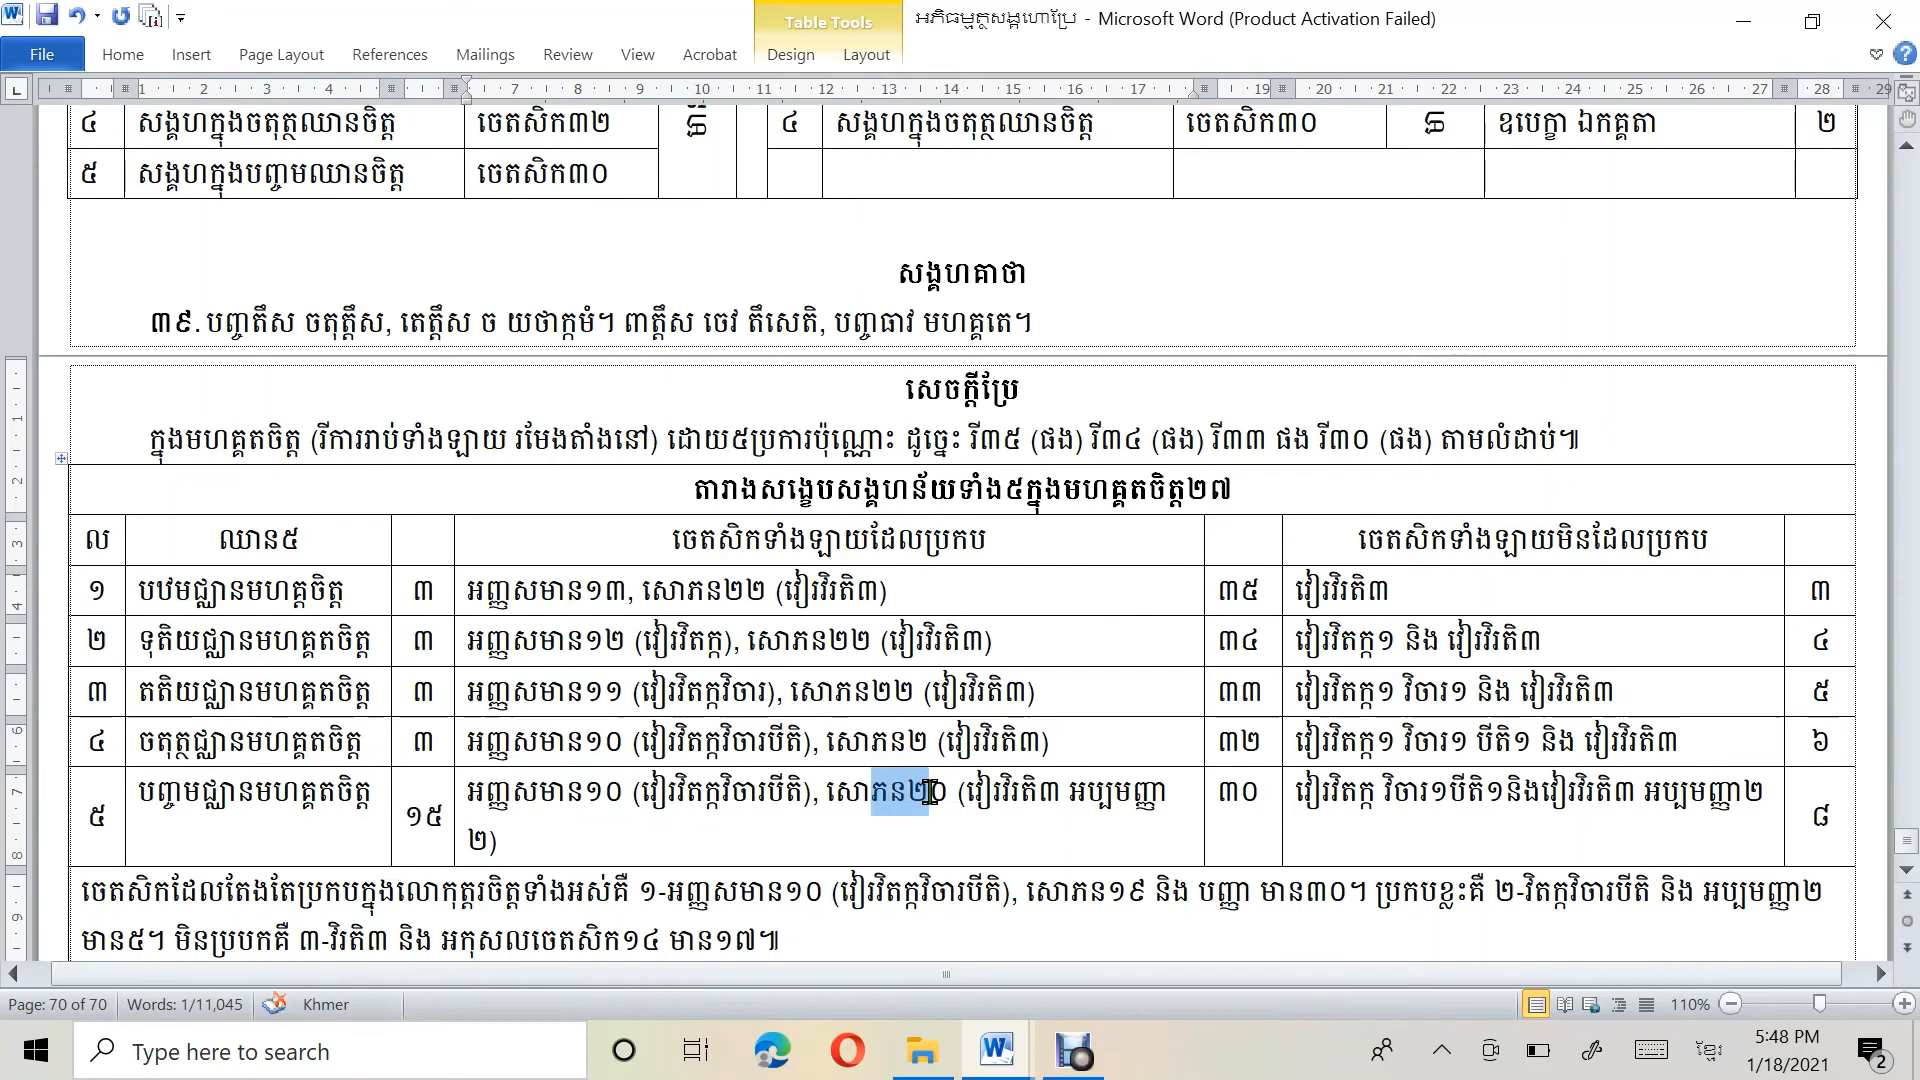 អភិធម្មត្ថសង្គហោប្រែ - Microsoft Word (Product Activation Failed)
Table Tools
File Home Insert Page Layout References Mailings Review View Acrobat Design Layout
៤ សង្គហក្នុងចតុត្ថឈានចិត្ត ចេតសិក៣២ ៤ សង្គហក្នុងចតុត្ថឈានចិត្ត ចេតសិក៣០ ឧបេក្ខា ឯកគ្គតា ២
៥ សង្គហក្នុងបញ្ចមឈានចិត្ត ចេតសិក៣០
សង្គហគាថា
៣៩. បញ្ចតឹស ចតុត្តឹស, តេត្តឹស ច យថាក្កមំ។ ពាត្តឹស ចេវ តឹសេតិ, បញ្ចធាវ មហគ្គតេ។
សេចក្ដីប្រែ
ក្នុងមហគ្គតចិត្ត (រីការរាប់ទាំងឡាយ រមែងតាំងនៅ) ដោយ៥ប្រការប៉ុណ្ណោះ ដូច្នេះ រី៣៥ (ផង) រី៣៤ (ផង) រី៣៣ ផង រី៣០ (ផង) តាមលំដាប់៕
តារាងសង្ខេបសង្គហន័យទាំង៥ក្នុងមហគ្គតចិត្ត២៧
ល ឈាន៥ ចេតសិកទាំងឡាយដែលប្រកប ចេតសិកទាំងឡាយមិនដែលប្រកប
១ បឋមជ្ឈានមហគ្គចិត្ត ៣ អញ្ញសមាន១៣, សោភន២២ (វៀរវិរតិ៣) ៣៥ វៀរវិរតិ៣ ៣
២ ទុតិយជ្ឈានមហគ្គតចិត្ត ៣ អញ្ញសមាន១២ (វៀរវិតក្ក), សោភន២២ (វៀរវិរតិ៣) ៣៤ វៀរវិតក្ក១ និង វៀរវិរតិ៣ ៤
៣ តតិយជ្ឈានមហគ្គតចិត្ត ៣ អញ្ញសមាន១១ (វៀរវិតក្កវិចារ), សោភន២២ (វៀរវិរតិ៣) ៣៣ វៀរវិតក្ក១ វិចារ១ និង វៀរវិរតិ៣ ៥
៤ ចតុត្ថជ្ឈានមហគ្គតចិត្ត ៣ អញ្ញសមាន១០ (វៀរវិតក្កវិចារបីតិ), សោភន២ (វៀរវិរតិ៣) ៣២ វៀរវិតក្ក១ វិចារ១ បីតិ១ និង វៀរវិរតិ៣ ៦
៥ បញ្ចមជ្ឈានមហគ្គតចិត្ត ១៥ អញ្ញសមាន១០ (វៀរវិតក្កវិចារបីតិ), សោភន២០ (វៀរវិរតិ៣ អប្បមញ្ញា ៣០ វៀរវិតក្ក វិចារ១បីតិ១និងវៀរវិរតិ៣ អប្បមញ្ញា២ ៨
២)
ចេតសិកដែលតែងតែប្រកបក្នុងលោកុត្តរចិត្តទាំងអស់គឺ ១-អញ្ញសមាន១០ (វៀរវិតក្កវិចារបីតិ), សោភន១៩ និង បញ្ញា មាន៣០។ ប្រកបខ្លះគឺ ២-វិតក្កវិចារបីតិ និង អប្បមញ្ញា២
មាន៥។ មិនប្របកគឺ ៣-វិរតិ៣ និង អកុសលចេតសិក១៤ មាន១៧៕
Page: 70 of 70 Words: 1/11,045 Khmer 110%
Type here to search ខ្មែរ 5:48 PM
1/18/2021 2